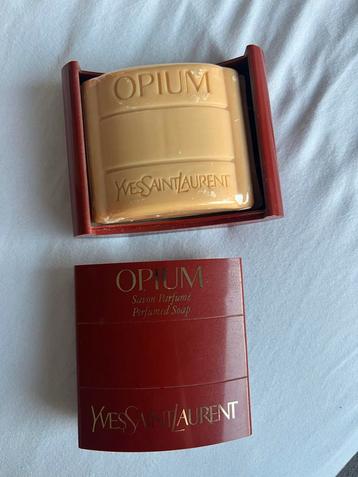 OPIUM
YVESSAINTLAURENT
OPIUM
Savon Parfumé
Perfumed Soap
YVESSAINTLAURENT